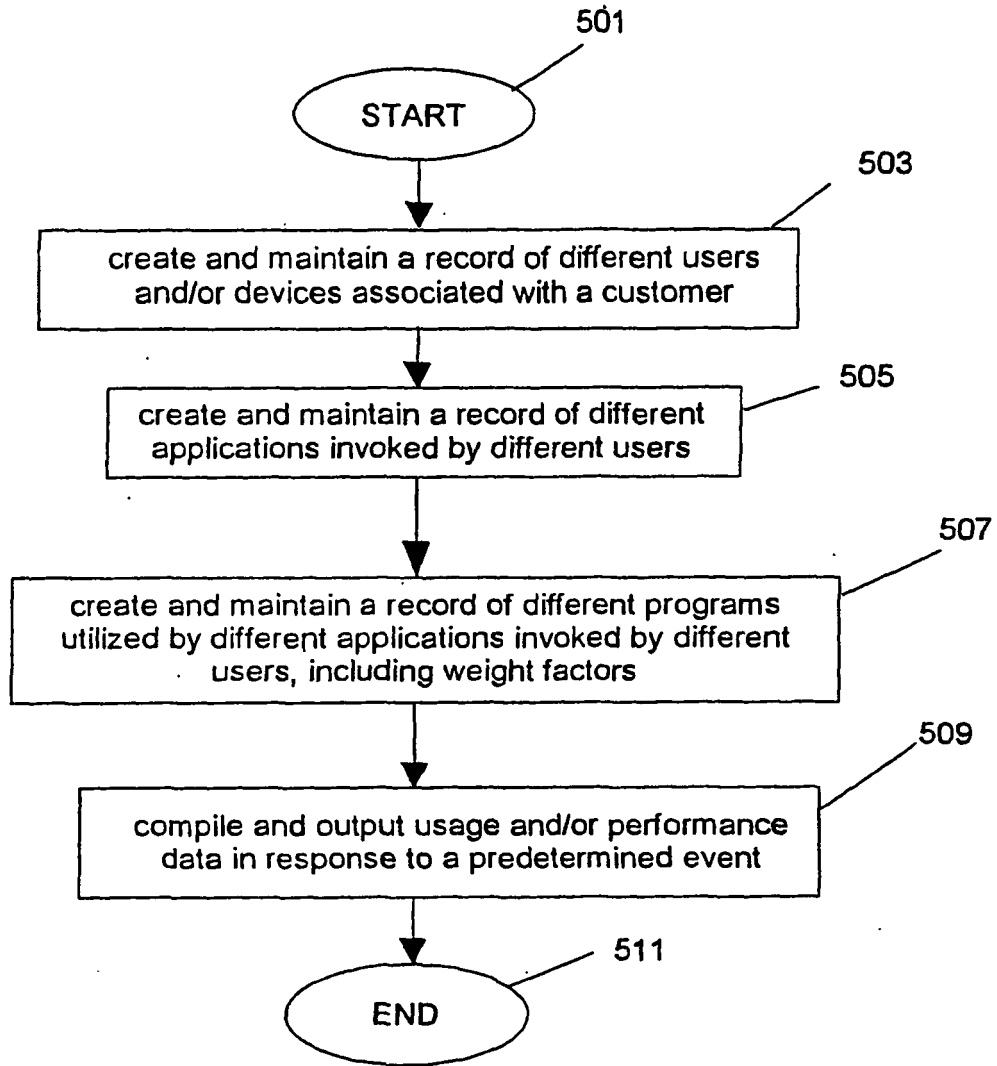 501
START
503
create and maintain a record of different users
and/or devices associated with a customer
505
create and maintain a record of different
applications invoked by different users
507
create and maintain a record of different programs
utilized by different applications invoked by different
users, including weight factors
509
compile and output usage and/or performance
data in response to a predetermined event
511
END